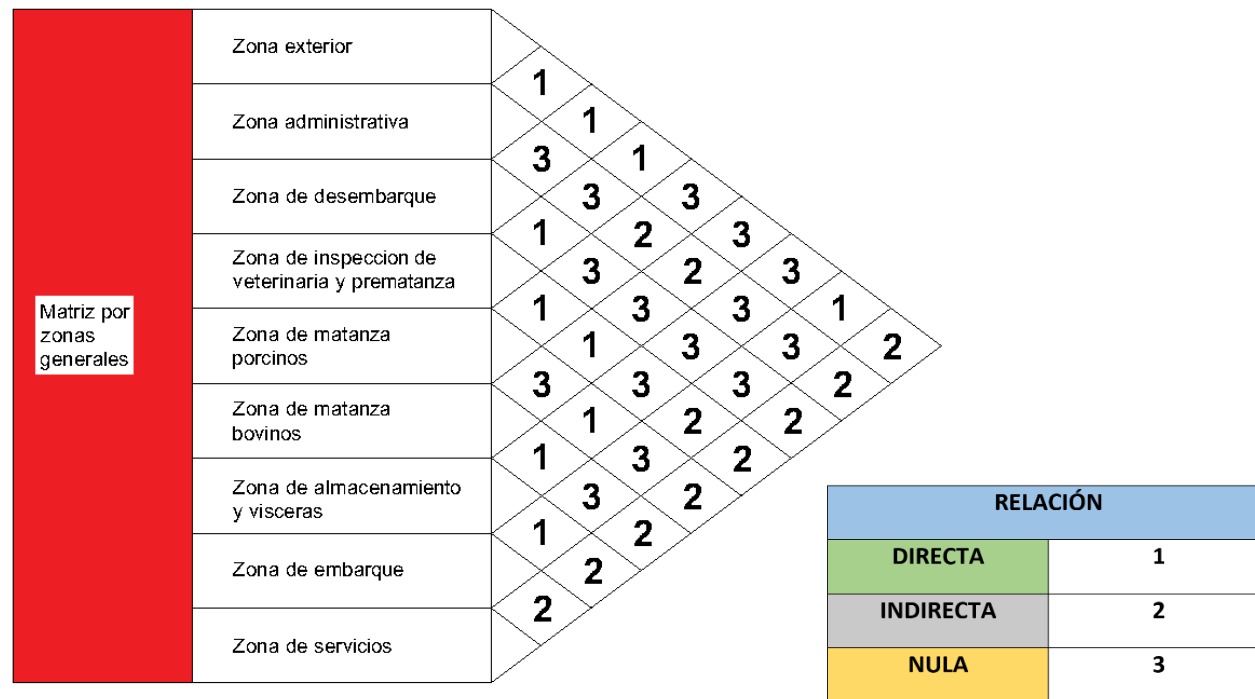 Matriz por
zonas
generales
Zona exterior
Zona administrativa
Zona de desembarque
Zona de inspeccion de
veterinaria y prematanza
Zona de matanza
porcinos
Zona de matanza
bovinos
Zona de almacenamiento
y visceras
Zona de embarque
Zona de servicios
1
1
3 1
3 3
1 2 3
3 2 3
1 3 3 1
1 3 3 2
3 3 3 2
1 2 2
1 3 2
3 2
1 2
2
2
RELACIÓN
DIRECTA 1
INDIRECTA 2
NULA 3